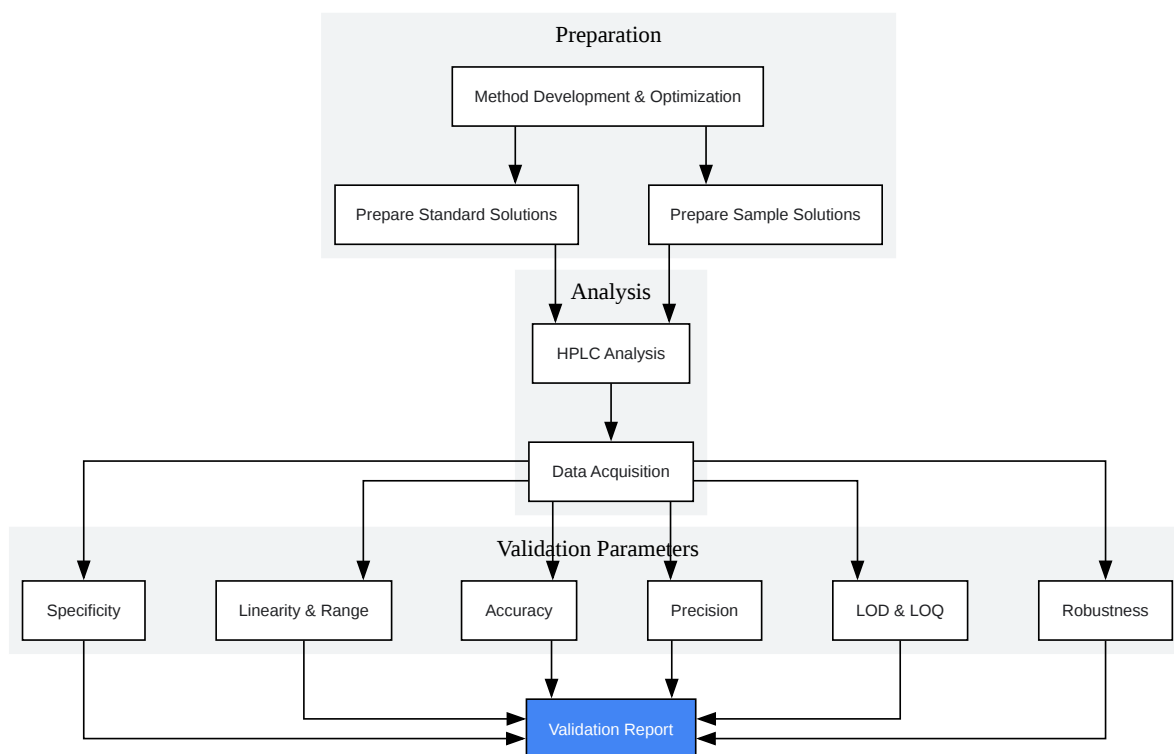 Preparation
Method Development & Optimization
Prepare Standard Solutions
Prepare Sample Solutions
Analysis
HPLC Analysis
Data Acquisition
Validation Parameters
Specificity
Linearity & Range
Accuracy
Precision
LOD & LOQ
Robustness
Validation Report